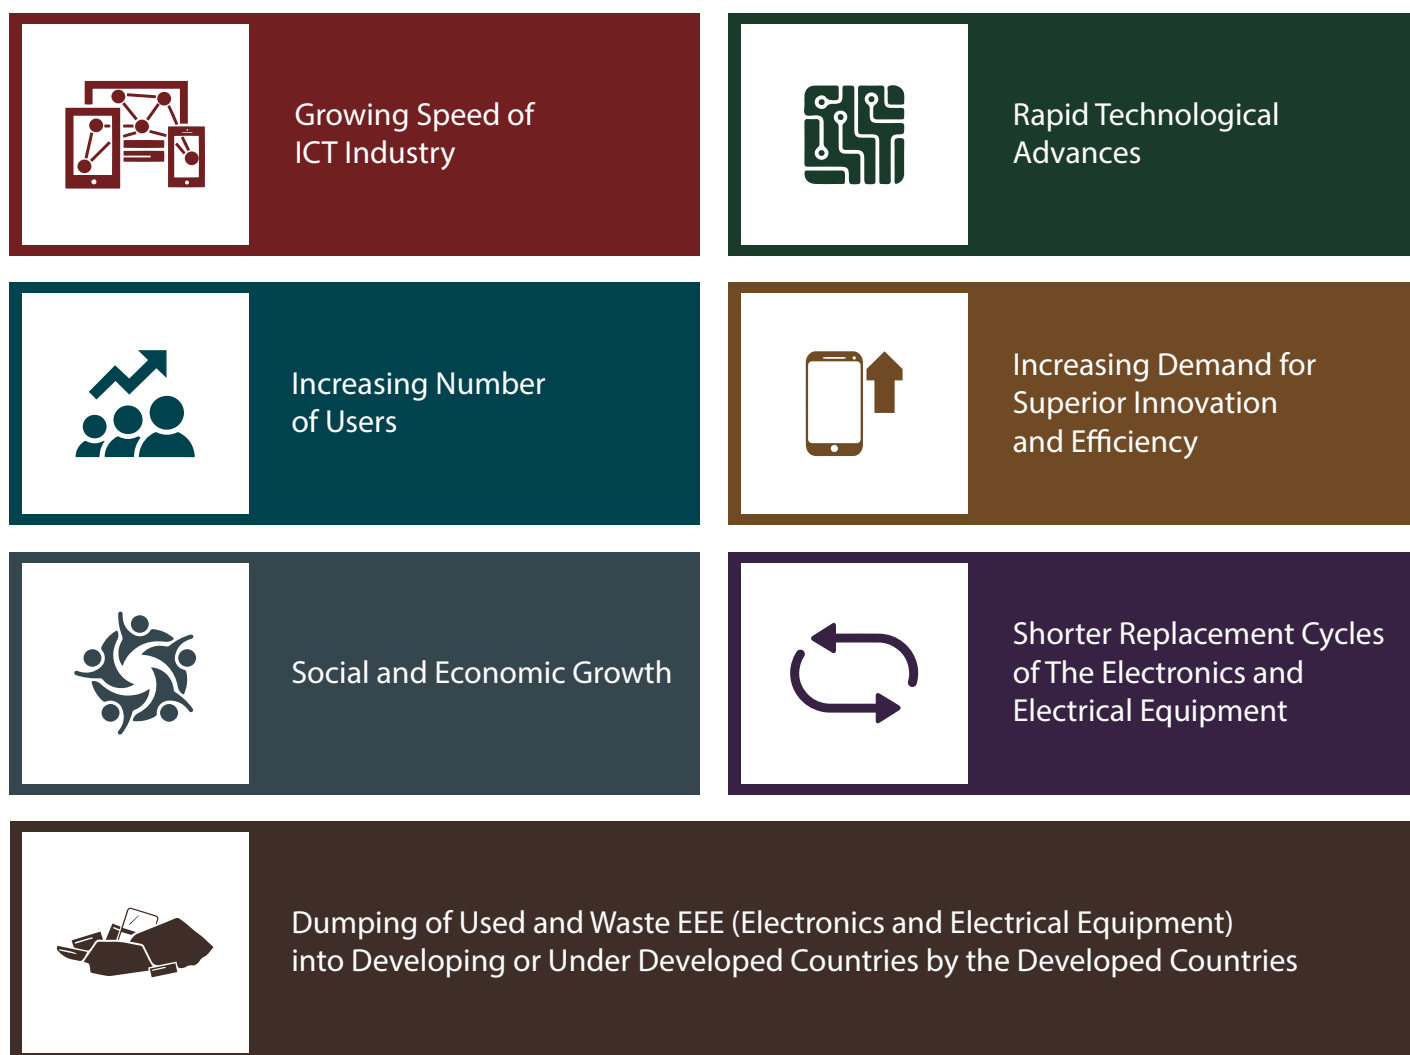 Growing Speed of
ICT Industry
Rapid Technological
Advances
Increasing Number
of Users
Increasing Demand for
Superior Innovation
and Efficiency
Social and Economic Growth
Shorter Replacement Cycles
of The Electronics and
Electrical Equipment
Dumping of Used and Waste EEE (Electronics and Electrical Equipment)
into Developing or Under Developed Countries by the Developed Countries